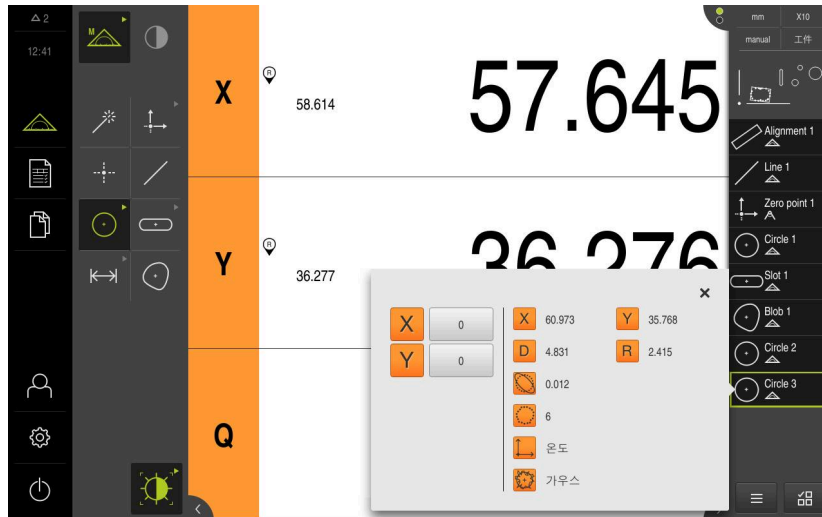 2
12:41
M
X
R
58.614
57.645
Y
R
36.277
36.276
Q
X
0
Y
0
X 60.973 Y 35.768
D 4.831 R 2.415
0.012
6
온도
가우스
mm X10
manual 工件
Alignment 1
Line 1
Zero point 1
Circle 1
Slot 1
Blob 1
Circle 2
Circle 3